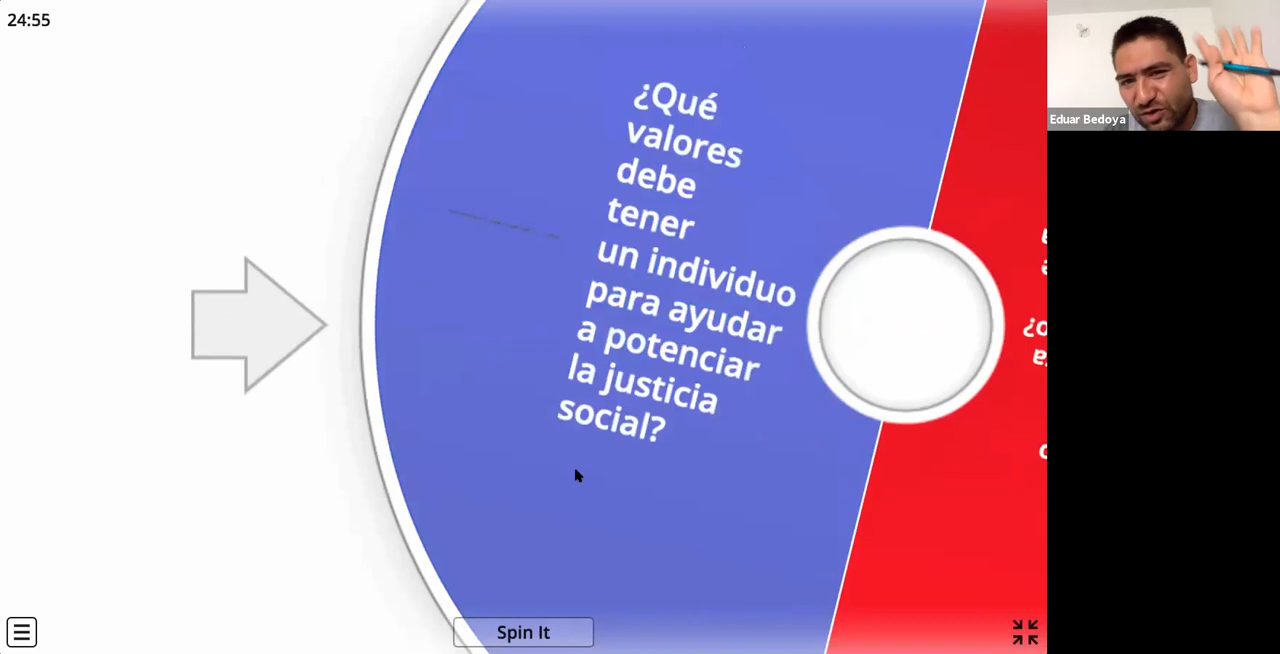 24:55
¿Qué
valores
debe
tener
un individuo
para ayudar
a potenciar
la justicia
social?
Eduar Bedoya
Spin It